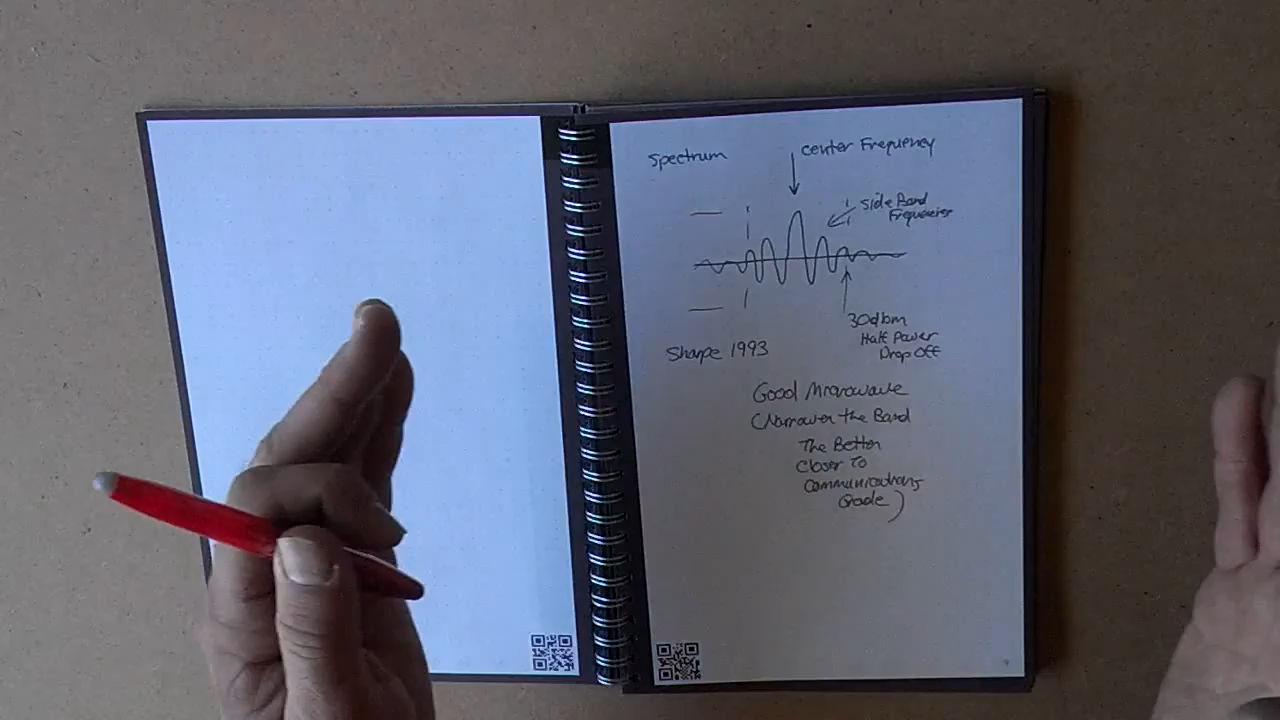 Spectrum
center Frequency
Side Band
Frequencies
30dbm
Half Power
Drop Off
Sharpe 1993
Good Microwave
(Narrower the Band
The Better
Closer To
Communications
Grade)